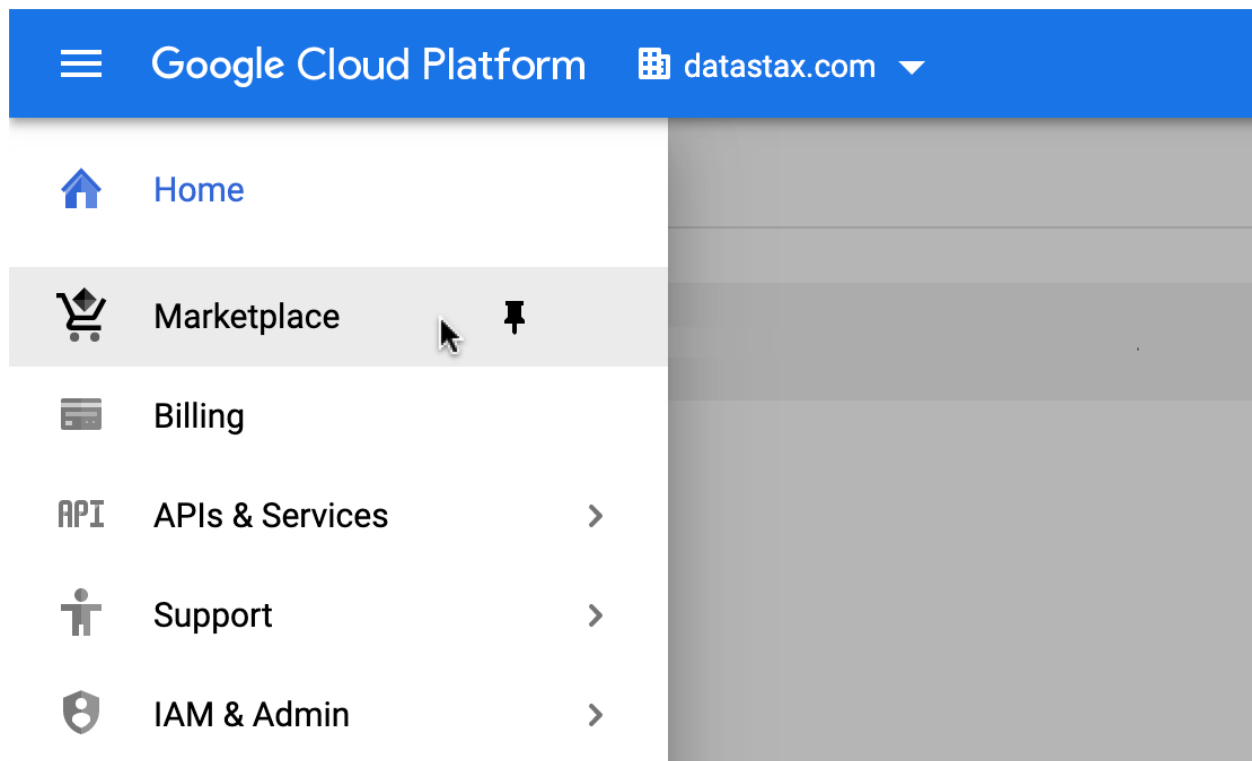 Google Cloud Platform datastax.com
Home
Marketplace
Billing
API APIs & Services
Support
IAM & Admin